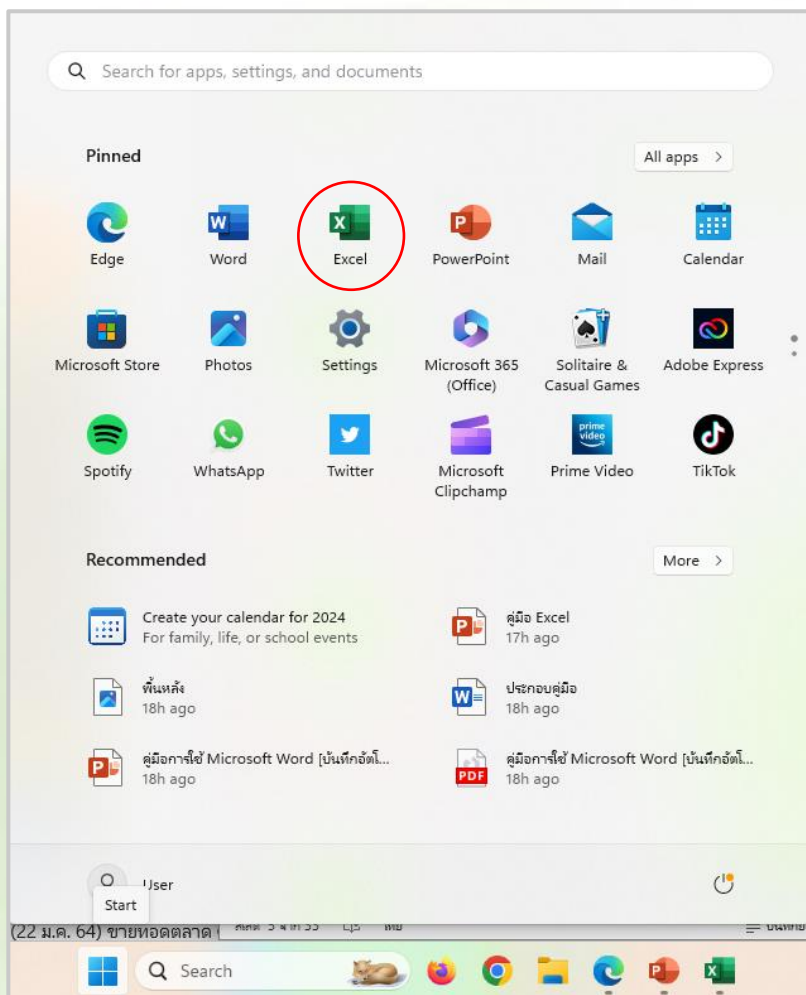 Search for apps, settings, and documents
Pinned
All apps >
Edge
Word
Excel
PowerPoint
Mail
Calendar
Microsoft Store
Photos
Settings
Microsoft 365
(Office)
Solitaire &
Casual Games
Adobe Express
Spotify
WhatsApp
Twitter
Microsoft
Clipchamp
prime
video
Prime Video
TikTok
Recommended
More >
Create your calendar for 2024
For family, life, or school events
คู่มือ Excel
17h ago
พื้นหลัง
18h ago
ประกอบคู่มือ
18h ago
คู่มือการใช้ Microsoft Word [บันทึกอัตโ...
18h ago
PDF
คู่มือการใช้ Microsoft Word [บันทึกอัตโ...
18h ago
User
Start
(22 ม.ค. 64) ขายทอดตลาด
Search